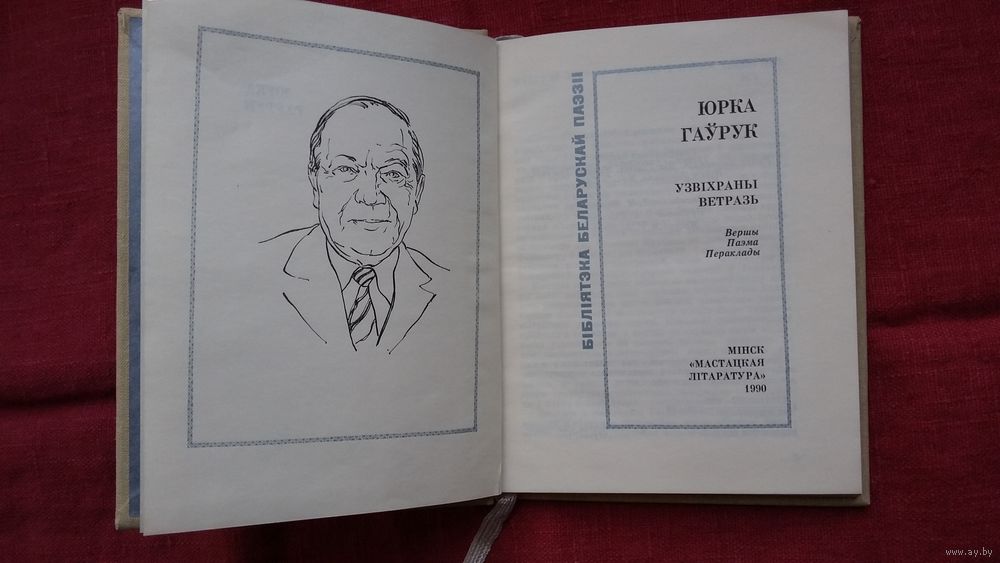 БІБЛІЯТЭКА БЕЛАРУСКАЙ ПАЭЗІІ
ЮРКА
ГАЎРУК
УЗВІХРАНЫ
ВЕТРАЗЬ
Вершы
Паэма
Пераклады
МІНСК
«МАСТАЦКАЯ
ЛІТАРАТУРА»
1990
www.ay.by